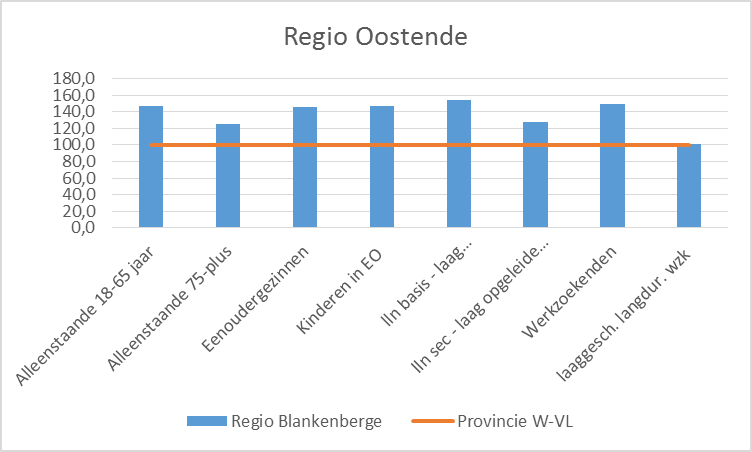 Regio Oostende
180,0
160,0
140,0
120,0
100,0
80,0
60,0
40,0
20,0
0,0
Alleenstaande 18-65 jaar
Alleenstaande 75-plus
Eenoudergezinnen
Kinderen in EO
lln basis - laag...
lln sec - laag opgeleide...
Werkzoekenden
laaggesch. langdur. wzk
Regio Blankenberge
Provincie W-VL